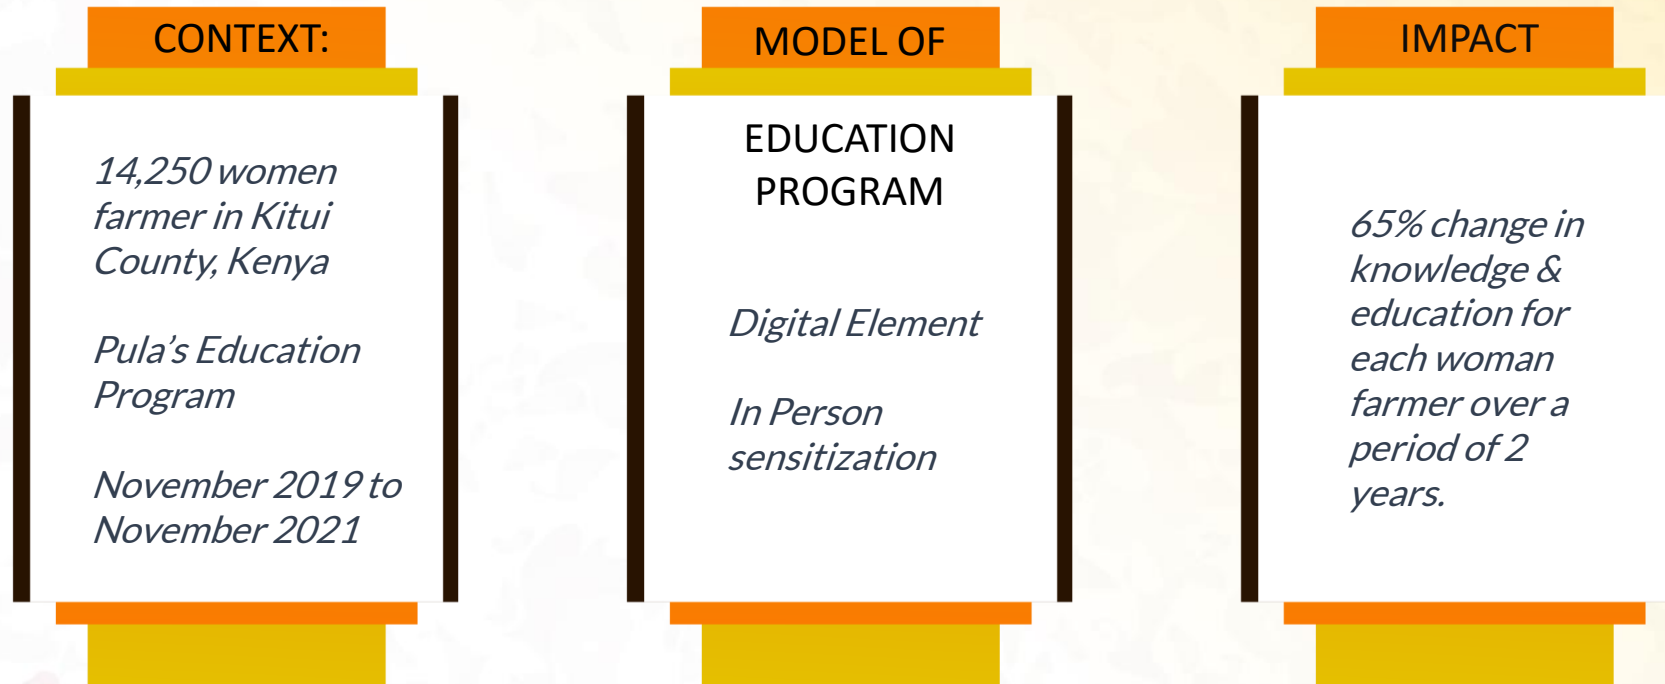 CONTEXT:
14,250 women
farmer in Kitui
County, Kenya
Pula's Education
Program
November 2019 to
November 2021
MODEL OF
EDUCATION
PROGRAM
Digital Element
In Person
sensitization
IMPACT
65% change in
knowledge &
education for
each woman
farmer over a
period of 2
years.